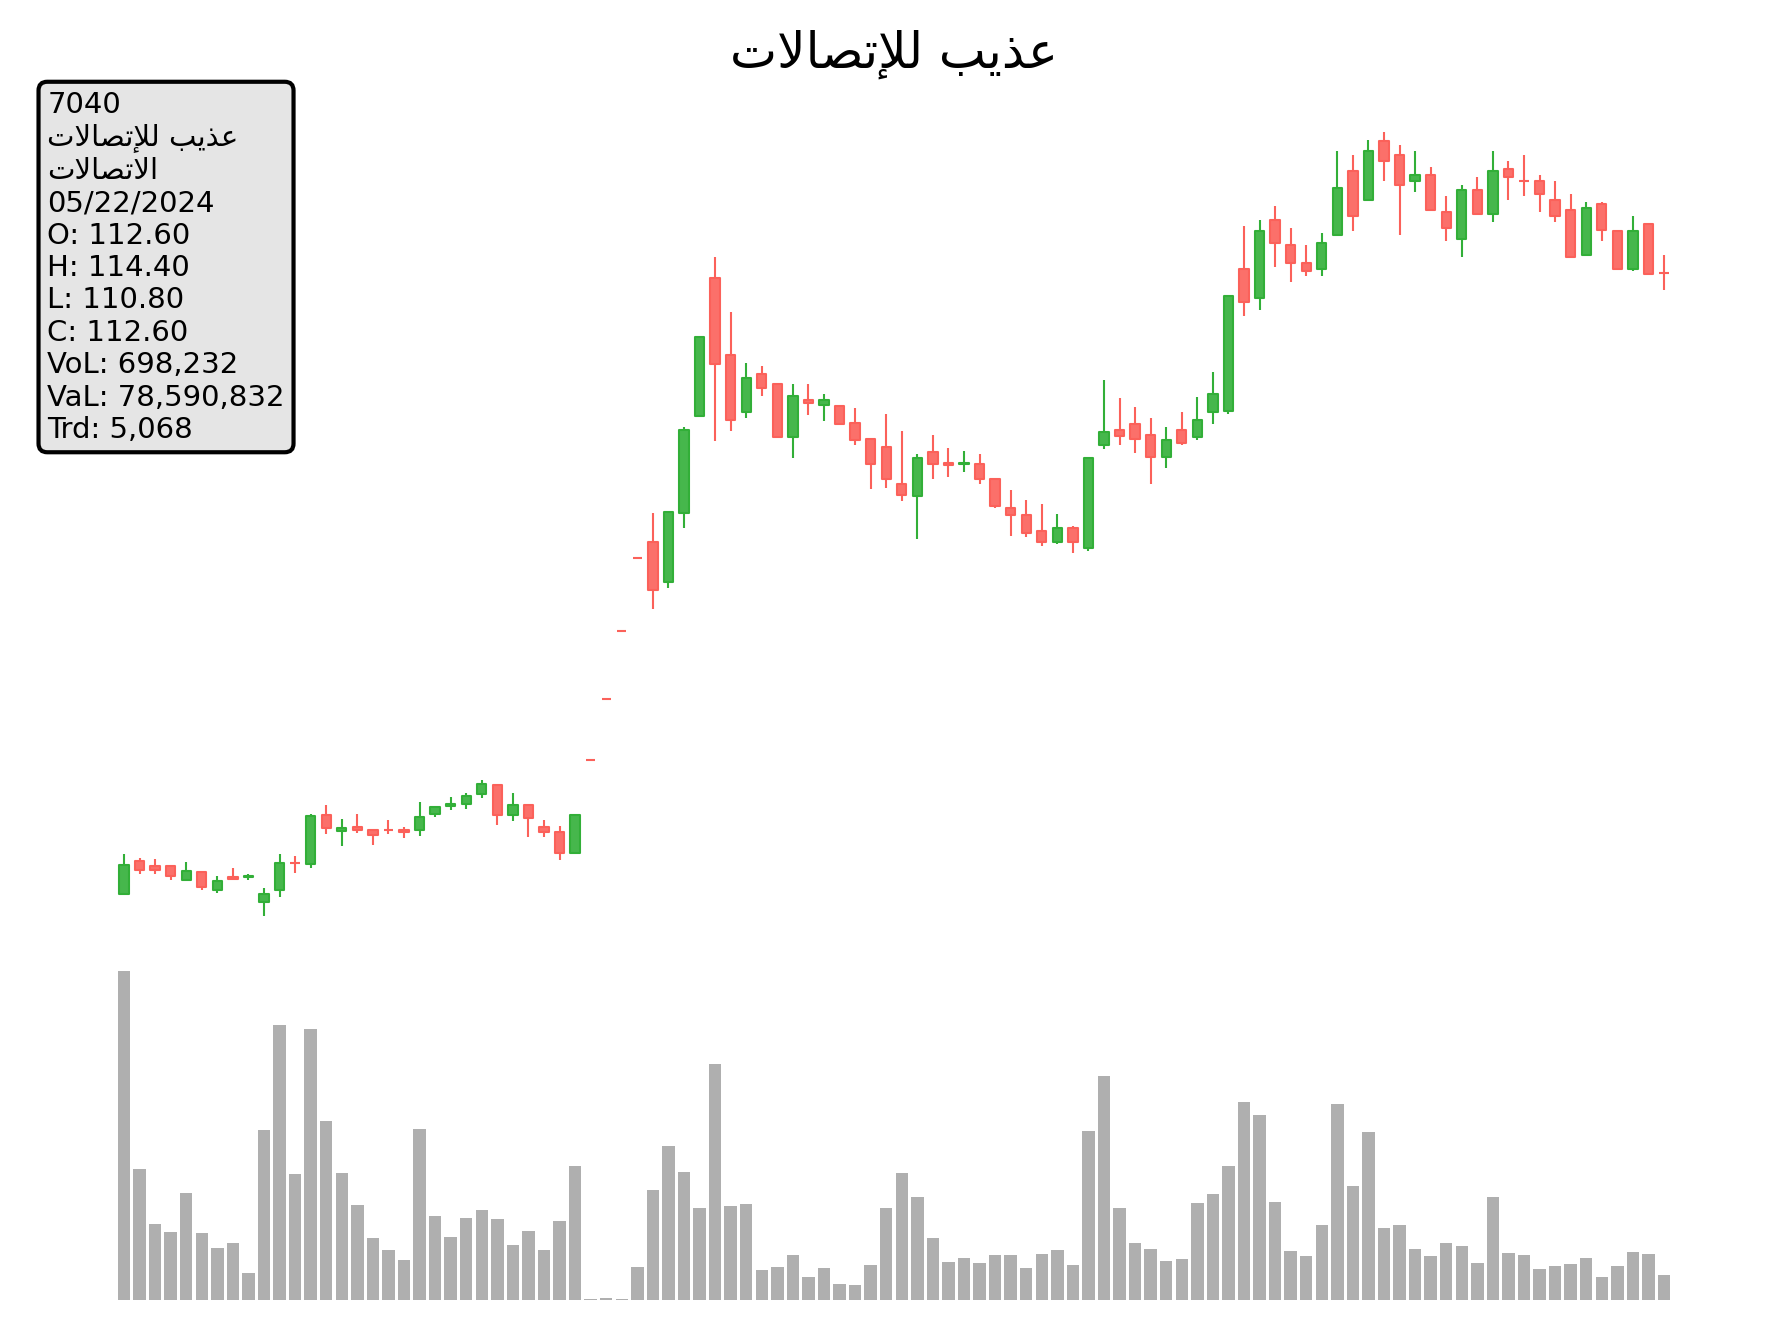 عذيب للإتصالات
7040
عذيب للإتصالات
الاتصالات
05/22/2024
O: 112.60
H: 114.40
L: 110.80
C: 112.60
VoL: 698,232
VaL: 78,590,832
Trd: 5,068